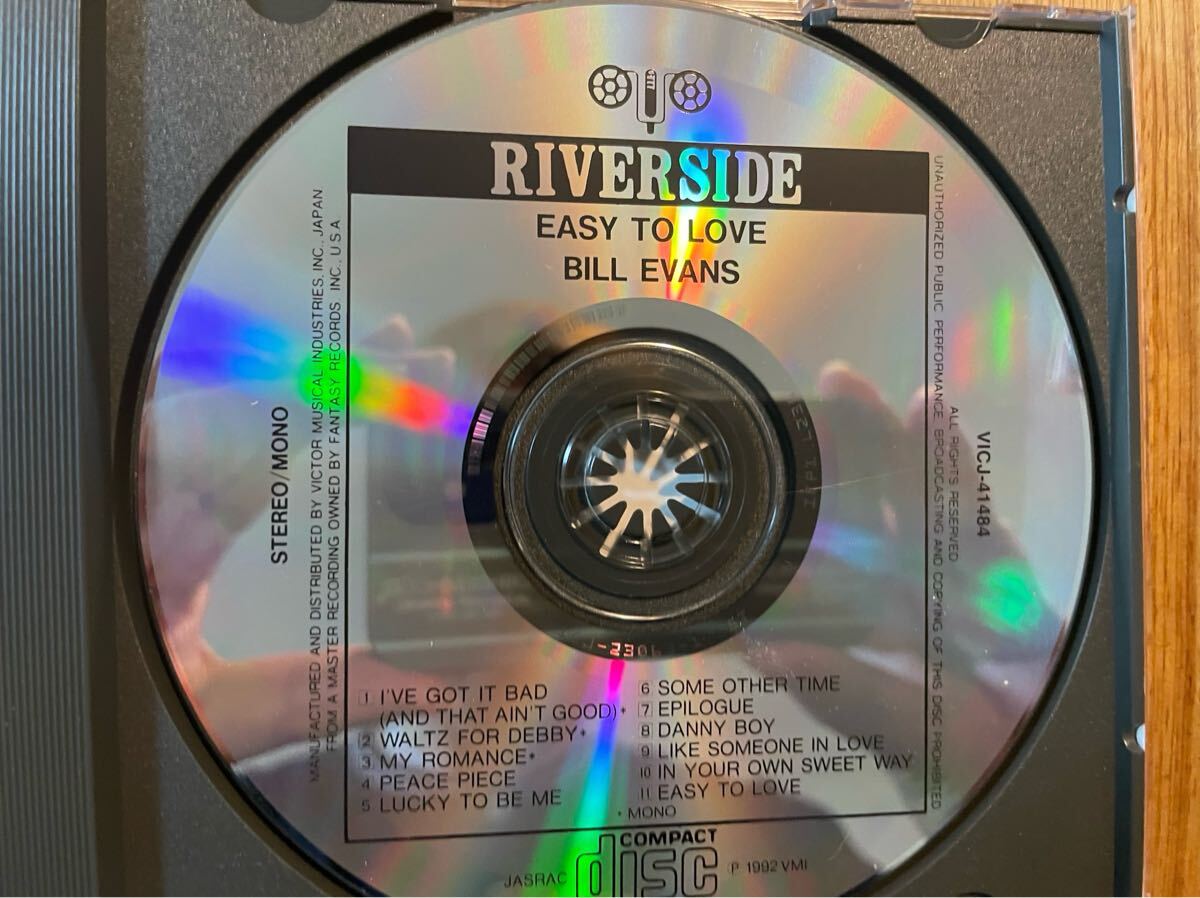 RIVERSIDE
EASY TO LOVE
BILL EVANS
STEREO/MONO
MANUFACTURED AND DISTRIBUTED BY VICTOR MUSICAL INDUSTRIES, INC., JAPAN
FROM A MASTER RECORDING OWNED BY FANTASY RECORDS INC., U.S.A
VICJ-41484
ALL RIGHTS RESERVED
UNAUTHORIZED PUBLIC PERFORMANCE, BROADCASTING AND COPYING OF THIS DISC PROHIBITED
1 I'VE GOT IT BAD
(AND THAT AIN'T GOOD)*
2 WALTZ FOR DEBBY*
3 MY ROMANCE*
4 PEACE PIECE
5 LUCKY TO BE ME
6 SOME OTHER TIME
7 EPILOGUE
8 DANNY BOY
9 LIKE SOMEONE IN LOVE
10 IN YOUR OWN SWEET WAY
11 EASY TO LOVE
* MONO
JASRAC
COMPACT
disc
Ⓟ 1992 VMI